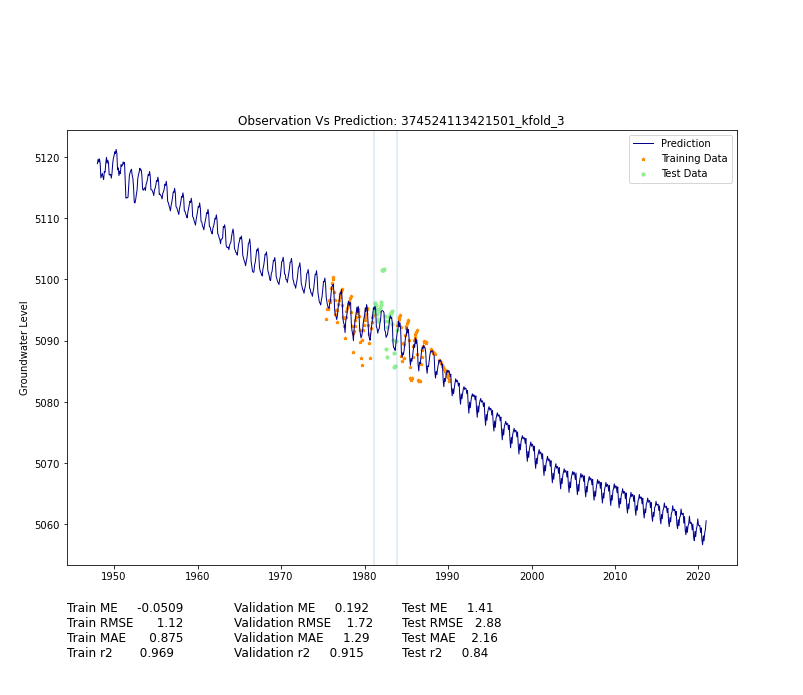 Observation Vs Prediction: 374524113421501_kfold_3
Prediction
Training Data
Test Data
Groundwater Level
5120
5110
5100
5090
5080
5070
5060
1950 1960 1970 1980 1990 2000 2010 2020
Train ME -0.0509 Validation ME 0.192 Test ME 1.41
Train RMSE 1.12 Validation RMSE 1.72 Test RMSE 2.88
Train MAE 0.875 Validation MAE 1.29 Test MAE 2.16
Train r2 0.969 Validation r2 0.915 Test r2 0.84